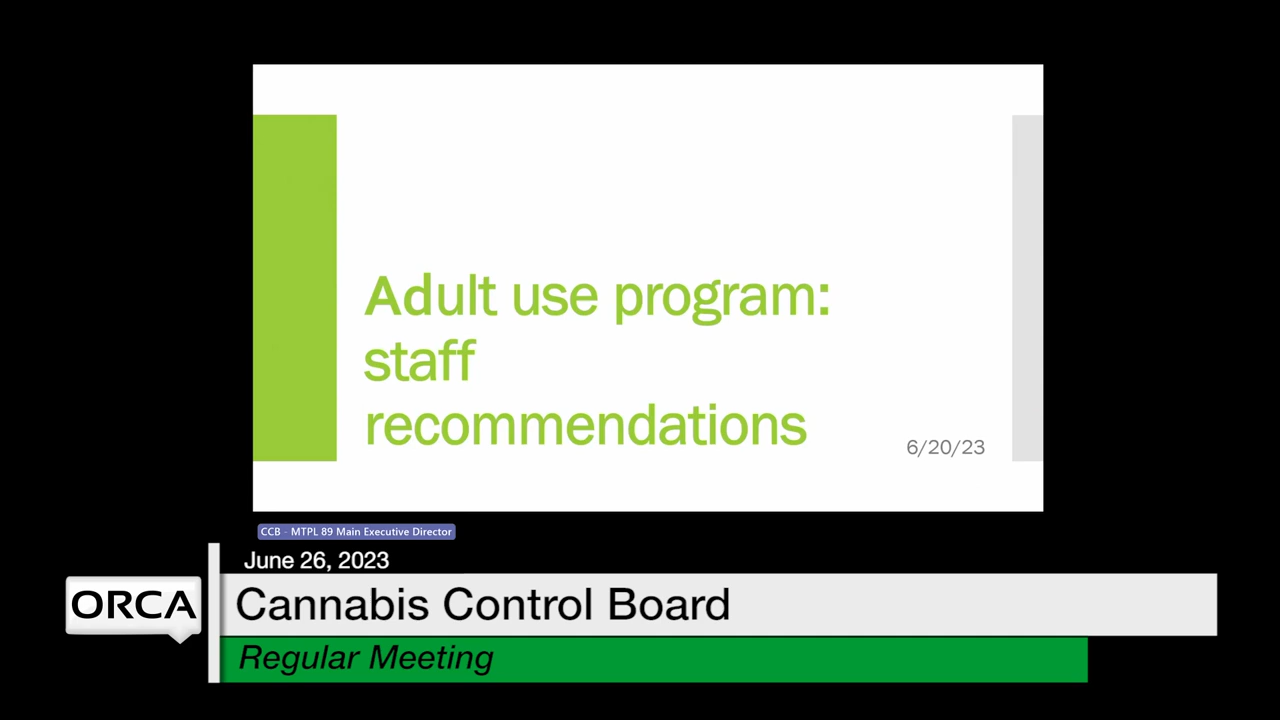 Adult use program:
staff
recommendations
6/20/23
CCB - MTPL 89 Main Executive Director
June 26, 2023
ORCA
Cannabis Control Board
Regular Meeting